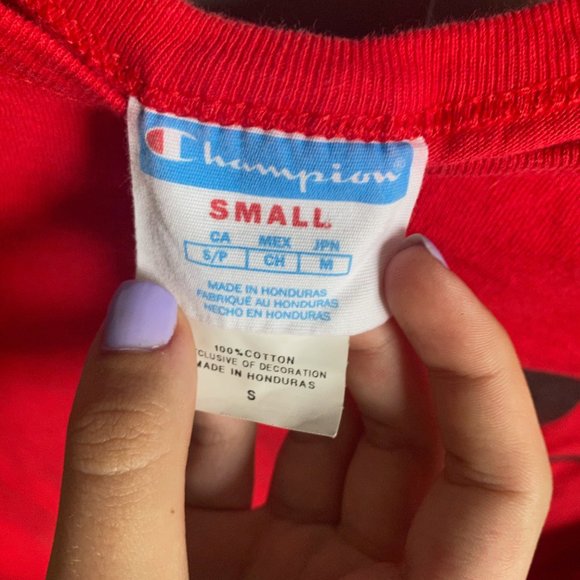 Champion®
SMALL
CA MEX JPN
S/P CH M
MADE IN HONDURAS
FABRIQUÉ AU HONDURAS
HECHO EN HONDURAS
100% COTTON
CLUSIVE OF DECORATION
MADE IN HONDURAS
S